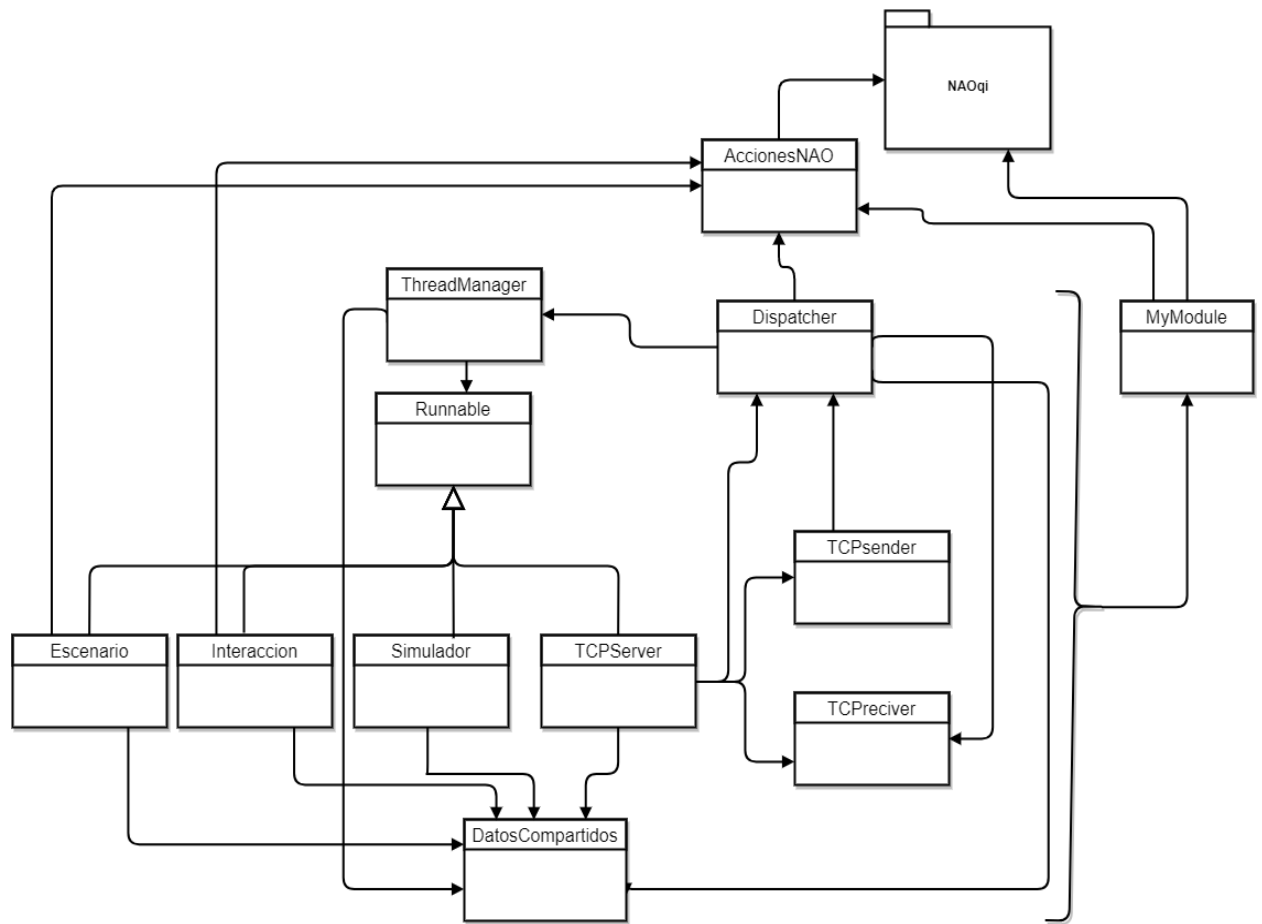 NAOqi
AccionesNAO
ThreadManager
Dispatcher
MyModule
Runnable
TCPsender
Escenario
Interaccion
Simulador
TCPServer
TCPreciver
DatosCompartidos